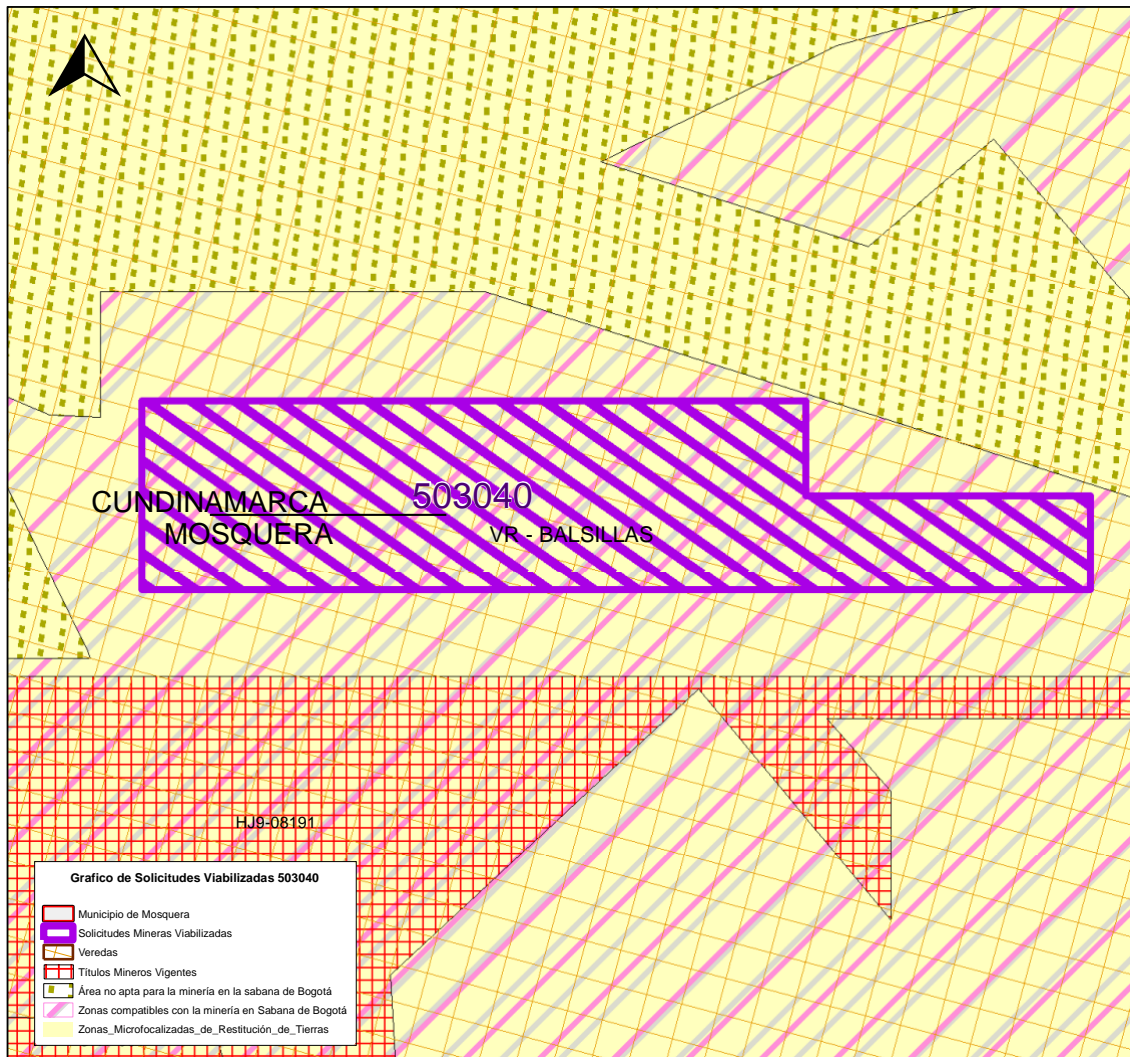 CUNDINAMARCA
503040
MOSQUERA
VR - BALSILLAS
HJ9-08191
Grafico de Solicitudes Viabilizadas 503040
Municipio de Mosquera
Solicitudes Mineras Viabilizadas
Veredas
Titulos Mineros Vigentes
Área no apta para la minería en la sabana de Bogotá
Zonas compatibles con la minería en Sabana de Bogotá
Zonas_Microfocalizadas_de_Restitución_de_Tierras